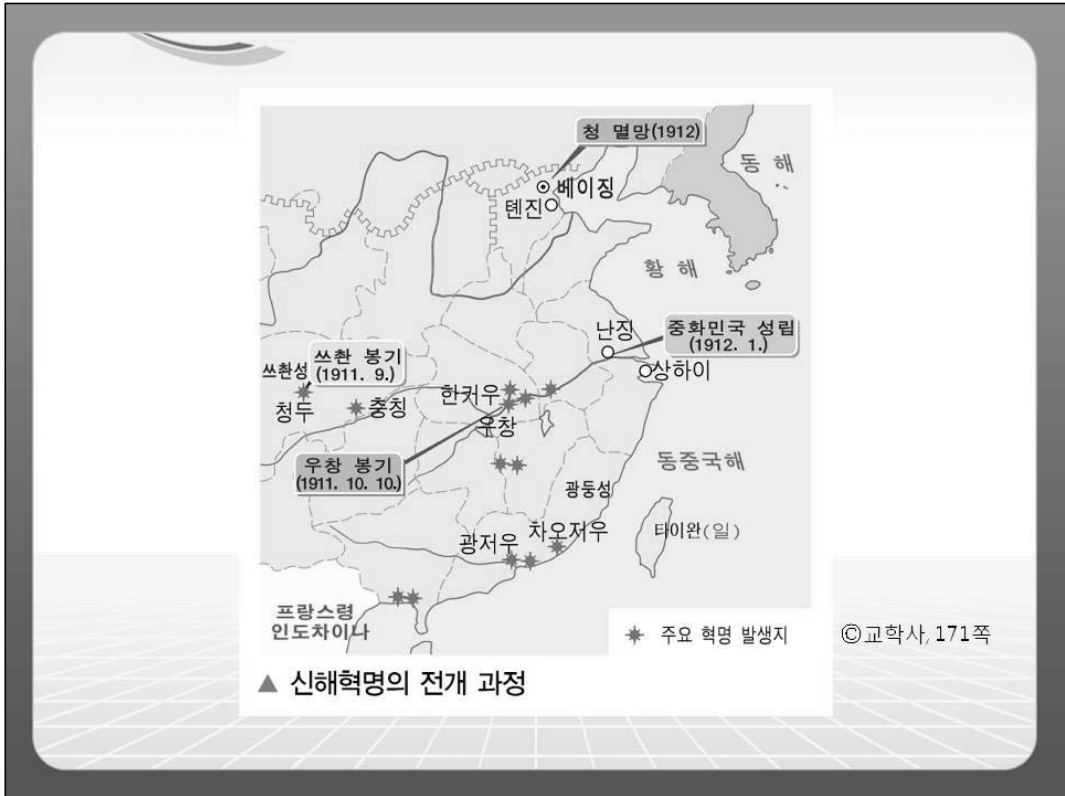 청 멸망(1912)
동 해
베이징
톈진
황 해
난징
중화민국 성립
(1912. 1.)
상하이
쓰촨성
쓰촨 봉기
(1911. 9.)
청두
충칭
한커우
우창
우창 봉기
(1911. 10. 10.)
동중국해
광둥성
타이완(일)
광저우
차오저우
프랑스령
인도차이나
주요 혁명 발생지
©교학사, 171쪽
▲ 신해혁명의 전개 과정